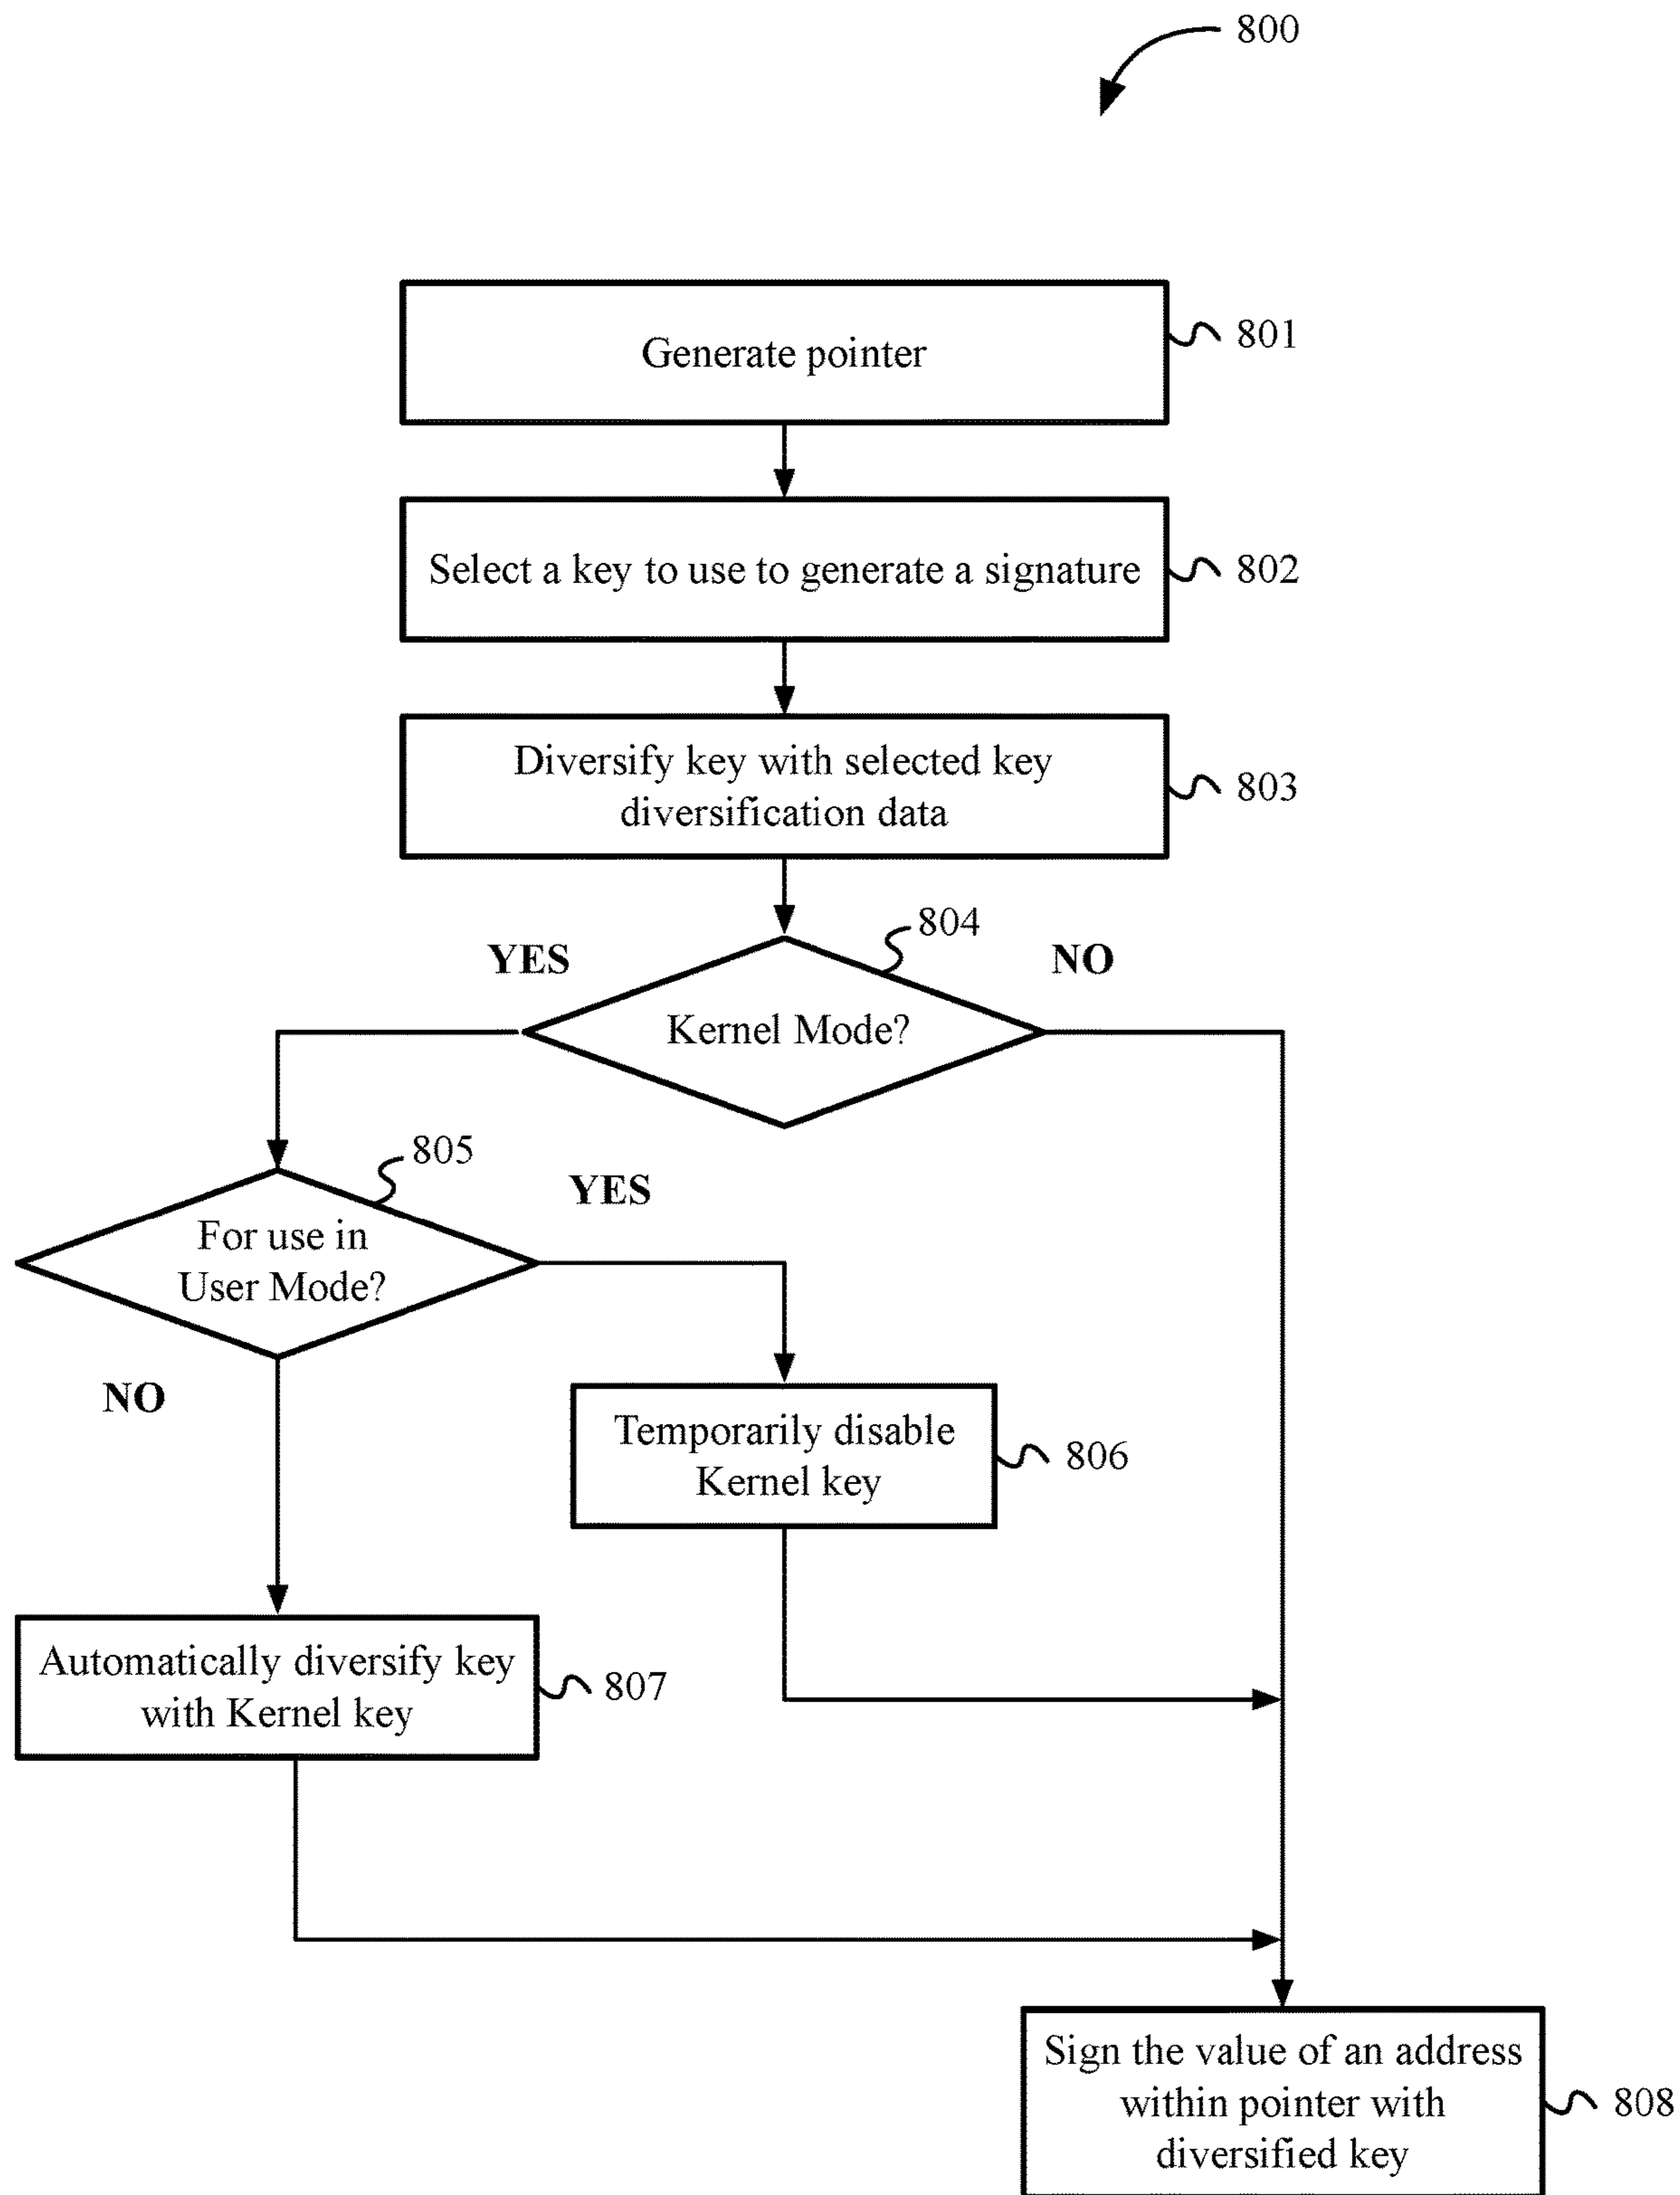 800
Generate pointer
801
Select a key to use to generate a signature
802
Diversify key with selected key
diversification data
803
804
YES
NO
Kernel Mode?
805
YES
For use in
User Mode?
NO
Temporarily disable
Kernel key
806
Automatically diversify key
with Kernel key
807
Sign the value of an address
within pointer with
diversified key
808